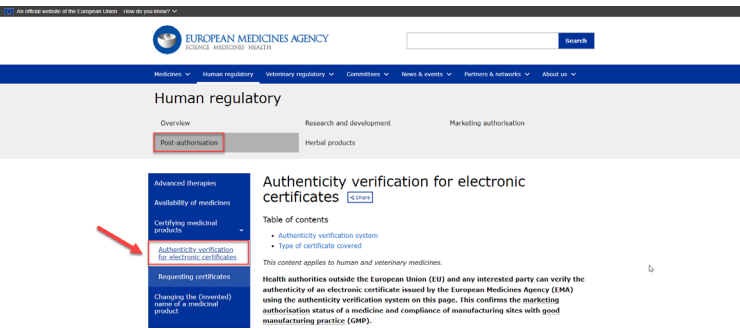 An official website of the European Union How do you know?
EUROPEAN MEDICINES AGENCY
SCIENCE MEDICINES HEALTH
Search
Medicines Human regulatory Veterinary regulatory Committees News & events Partners & networks About us
Human regulatory
Overview Research and development Marketing authorisation
Post-authorisation Herbal products
Advanced therapies
Availability of medicines
Certifying medicinal
products
Authenticity verification
for electronic certificates
Requesting certificates
Changing the (invented)
name of a medicinal
product
Authenticity verification for electronic
certificates Share
Table of contents
• Authenticity verification system
• Type of certificate covered
This content applies to human and veterinary medicines.
Health authorities outside the European Union (EU) and any interested party can verify the
authenticity of an electronic certificate issued by the European Medicines Agency (EMA)
using the authenticity verification system on this page. This confirms the marketing
authorisation status of a medicine and compliance of manufacturing sites with good
manufacturing practice (GMP).